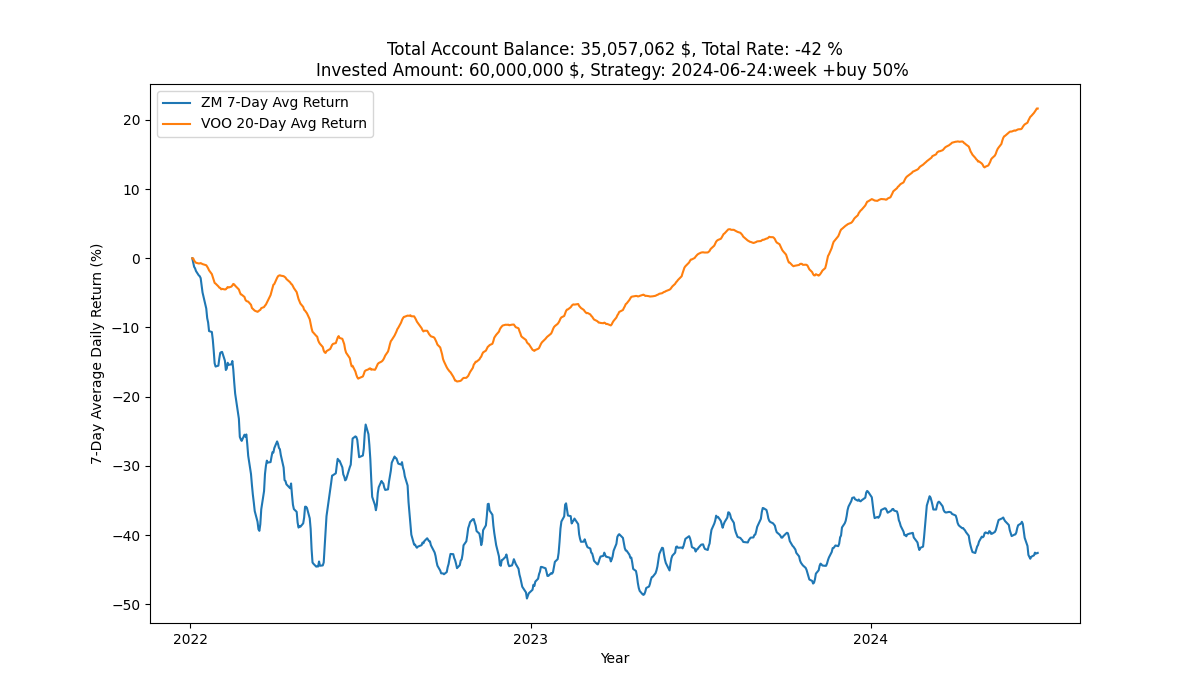 Total Account Balance: 35,057,062 $, Total Rate: -42 %
Invested Amount: 60,000,000 $, Strategy: 2024-06-24:week +buy 50%
ZM 7-Day Avg Return
VOO 20-Day Avg Return
7-Day Average Daily Return (%)
20
10
0
−10
−20
−30
−40
−50
2022
2023
2024
Year